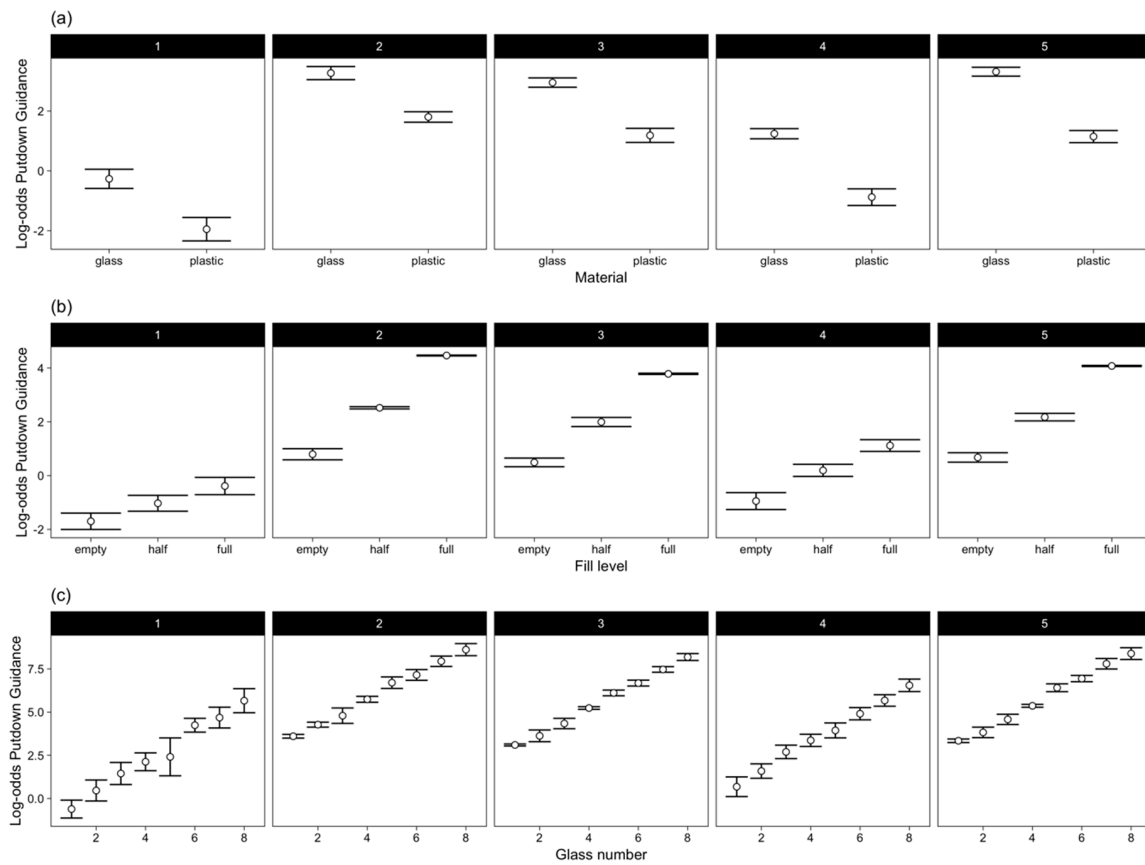 (a)
1 2 3 4 5
Log-odds Putdown Guidance
2
0
-2
glass plastic glass plastic glass plastic glass plastic glass plastic
Material
(b)
1 2 3 4 5
Log-odds Putdown Guidance
4
2
0
-2
empty half full empty half full empty half full empty half full empty half full
Fill level
(c)
1 2 3 4 5
Log-odds Putdown Guidance
7.5
5.0
2.5
0.0
2 4 6 8 2 4 6 8 2 4 6 8 2 4 6 8 2 4 6 8
Glass number